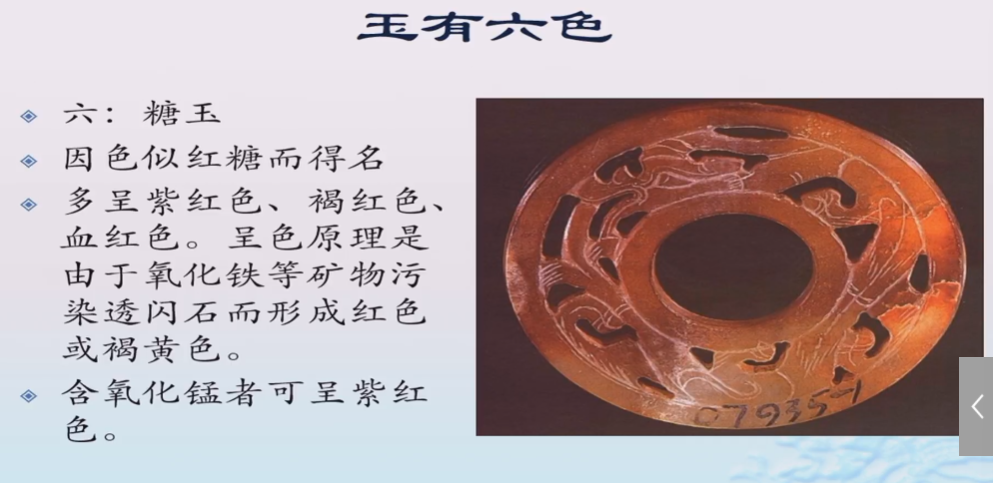 玉有六色
六：糖玉
因色似红糖而得名
多呈紫红色、褐红色、
血红色。呈色原理是
由于氧化铁等矿物污
染透闪石而形成红色
或褐黄色。
含氧化锰者可呈紫红
色。
079354